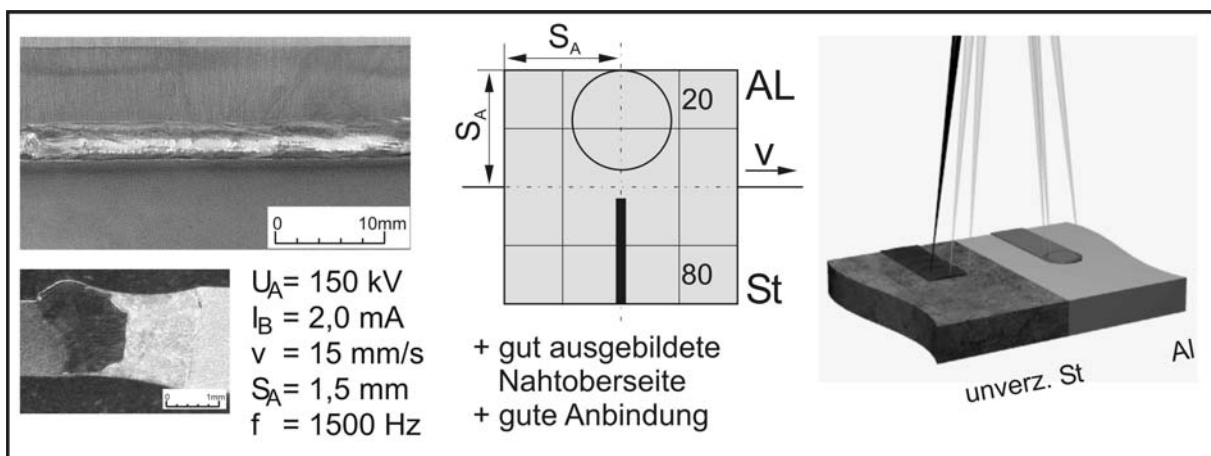 0 10mm
0 1mm
U_A = 150 kV
I_B = 2,0 mA
v = 15 mm/s
S_A = 1,5 mm
f = 1500 Hz
S_A
S_A
20
AL
v
80
St
+ gut ausgebildete
Nahtoberseite
+ gute Anbindung
unverz. St
Al